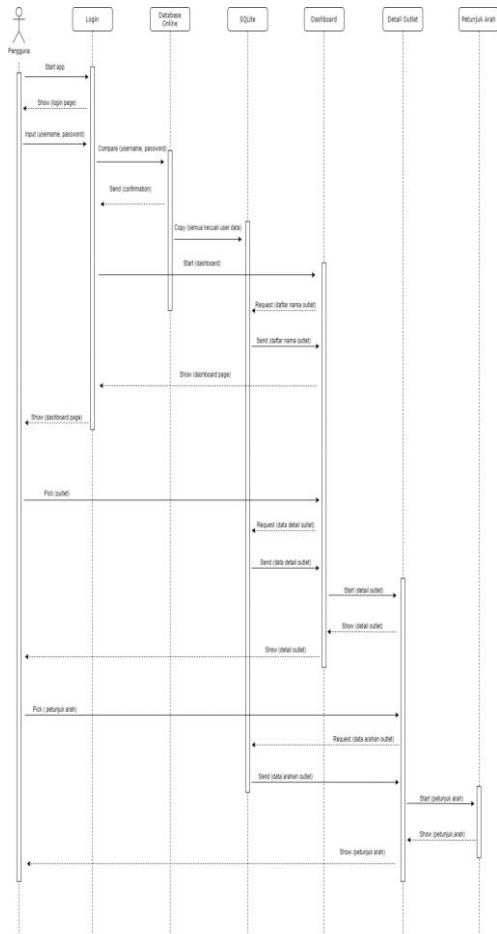 Pengguna
Login
Database
Online
SQLite
Dashboard
Detail Outlet
Petunjuk Arah
Start app
Show (login page)
Input (username, password)
Compare (username, password)
Send (confirmation)
Copy (semua kecuali user data)
Start (dashboard)
Request (daftar nama outlet)
Send (daftar nama outlet)
Show (dashboard page)
Show (dashboard page)
Pick (outlet)
Request (data detail outlet)
Send (data detail outlet)
Start (detail outlet)
Show (detail outlet)
Show (detail outlet)
Pick ( petunjuk arah)
Request (data arahan outlet)
Send (data arahan outlet)
Start (petunjuk arah)
Show (petunjuk arah)
Show (petunjuk arah)